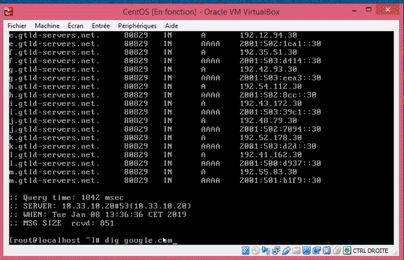 CentOS [En fonction] - Oracle VM VirtualBox
Fichier Machine Écran Entrée Périphériques Aide
e.gtld-servers.net. 80829 IN A 192.12.94.30
e.gtld-servers.net. 80829 IN AAAA 2001:502:1ca1::30
f.gtld-servers.net. 80829 IN A 192.35.51.30
f.gtld-servers.net. 80829 IN AAAA 2001:503:d414::30
g.gtld-servers.net. 80829 IN A 192.42.93.30
g.gtld-servers.net. 80829 IN AAAA 2001:503:eea3::30
h.gtld-servers.net. 80829 IN A 192.54.112.30
h.gtld-servers.net. 80829 IN AAAA 2001:502:8cc::30
i.gtld-servers.net. 80829 IN A 192.43.172.30
i.gtld-servers.net. 80829 IN AAAA 2001:503:39c1::30
j.gtld-servers.net. 80829 IN A 192.48.79.30
j.gtld-servers.net. 80829 IN AAAA 2001:502:7094::30
k.gtld-servers.net. 80829 IN A 192.52.178.30
k.gtld-servers.net. 80829 IN AAAA 2001:503:d2d::30
l.gtld-servers.net. 80829 IN A 192.41.162.30
l.gtld-servers.net. 80829 IN AAAA 2001:500:d937::30
m.gtld-servers.net. 80829 IN A 192.55.83.30
m.gtld-servers.net. 80829 IN AAAA 2001:501:b1f9::30
;; Query time: 1842 msec
;; SERVER: 10.33.10.20#53(10.33.10.20)
;; WHEN: Tue Jan 08 13:36:36 CET 2019
;; MSG SIZE rcvd: 851
[root@localhost ~]# dig google.com_
CTRL DROITE